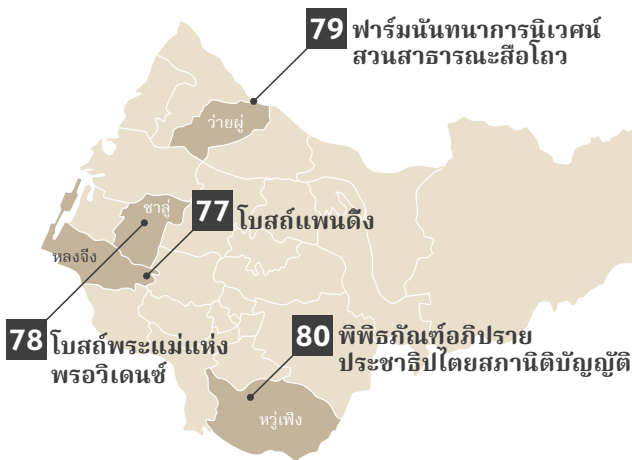 79 ฟาร์มนันทนาการนิเวศน์
สวนสาธารณะสือโถว
ว่ายผู่
ซาลู่
77 โบสถ์แพนดึง
หลงจิ่ง
78 โบสถ์พระแม่แห่ง
พรอวิเดนซ์
80 พิพิธภัณฑ์อภิปราย
ประชาธิปไตยสภานิติบัญญัติ
หวู่เฟิง